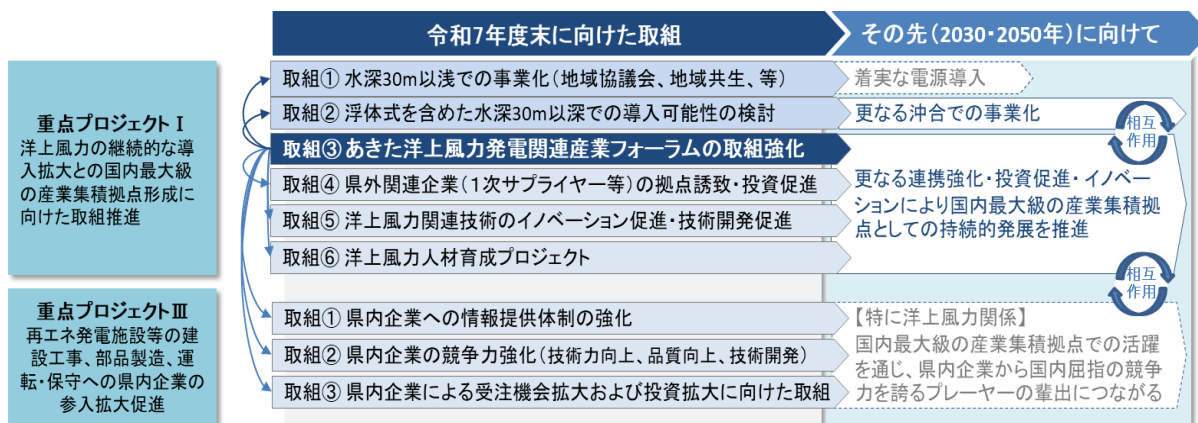 令和7年度末に向けた取組
その先(2030・2050年)に向けて
重点プロジェクトⅠ
洋上風力の継続的な導
入拡大との国内最大級
の産業集積拠点形成に
向けた取組推進
取組① 水深30m以浅での事業化(地域協議会、地域共生、等)
着実な電源導入
取組② 浮体式を含めた水深30m以深での導入可能性の検討
更なる沖合での事業化
相互
作用
取組③ あきた洋上風力発電関連産業フォーラムの取組強化
取組④ 県外関連企業(1次サプライヤー等)の拠点誘致・投資促進
取組⑤ 洋上風力関連技術のイノベーション促進・技術開発促進
取組⑥ 洋上風力人材育成プロジェクト
更なる連携強化・投資促進・イノベー
ションにより国内最大級の産業集積拠
点としての持続的発展を推進
相互
作用
重点プロジェクトⅢ
再エネ発電施設等の建
設工事、部品製造、運
転・保守への県内企業の
参入拡大促進
取組① 県内企業への情報提供体制の強化
取組② 県内企業の競争力強化(技術力向上、品質向上、技術開発)
取組③ 県内企業による受注機会拡大および投資拡大に向けた取組
【特に洋上風力関係】
国内最大級の産業集積拠点での活躍
を通じ、県内企業から国内屈指の競争
力を誇るプレーヤーの輩出につながる